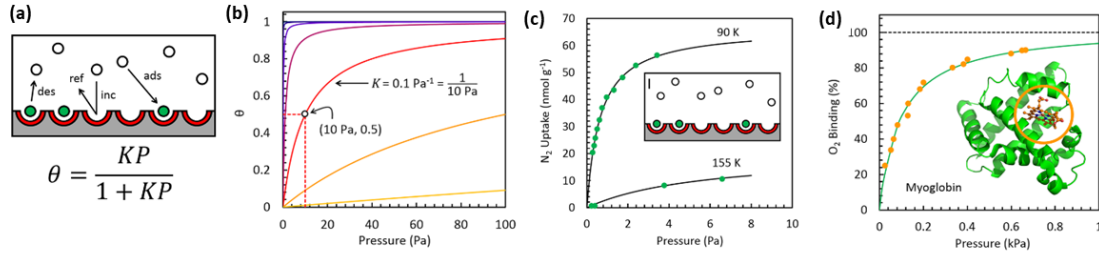 (a)
des
ref
inc
ads
θ = KP / 1 + KP
(b)
θ
1
0.8
0.6
0.4
0.2
0
K = 0.1 Pa⁻¹ = 1 / 10 Pa
(10 Pa, 0.5)
0 20 40 60 80 100
Pressure (Pa)
(c)
N₂ Uptake (nmol g⁻¹)
70
60
50
40
30
20
10
0
90 K
155 K
0 2 4 6 8 10
Pressure (Pa)
(d)
O₂ Binding (%)
100
80
60
40
20
0
Myoglobin
0 0.2 0.4 0.6 0.8 1
Pressure (kPa)